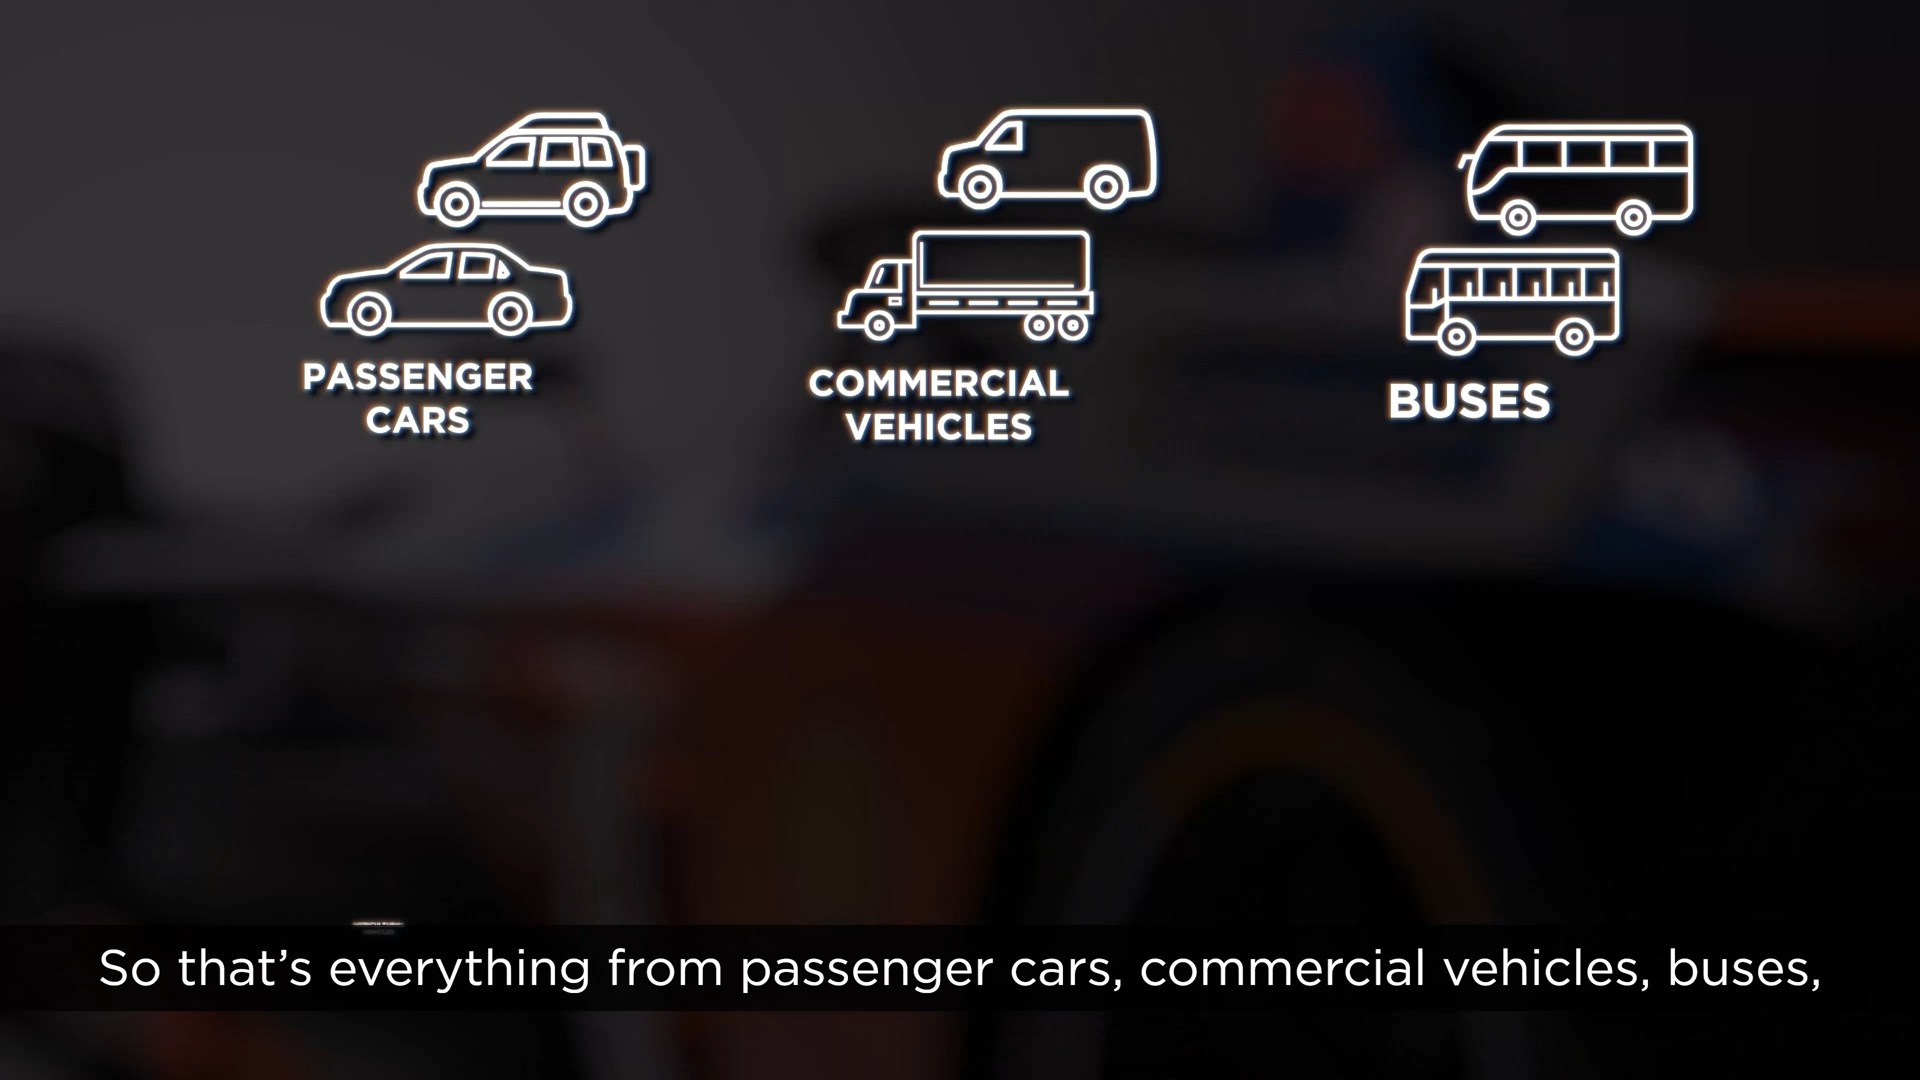 PASSENGER
CARS
COMMERCIAL
VEHICLES
BUSES
So that's everything from passenger cars, commercial vehicles, buses,